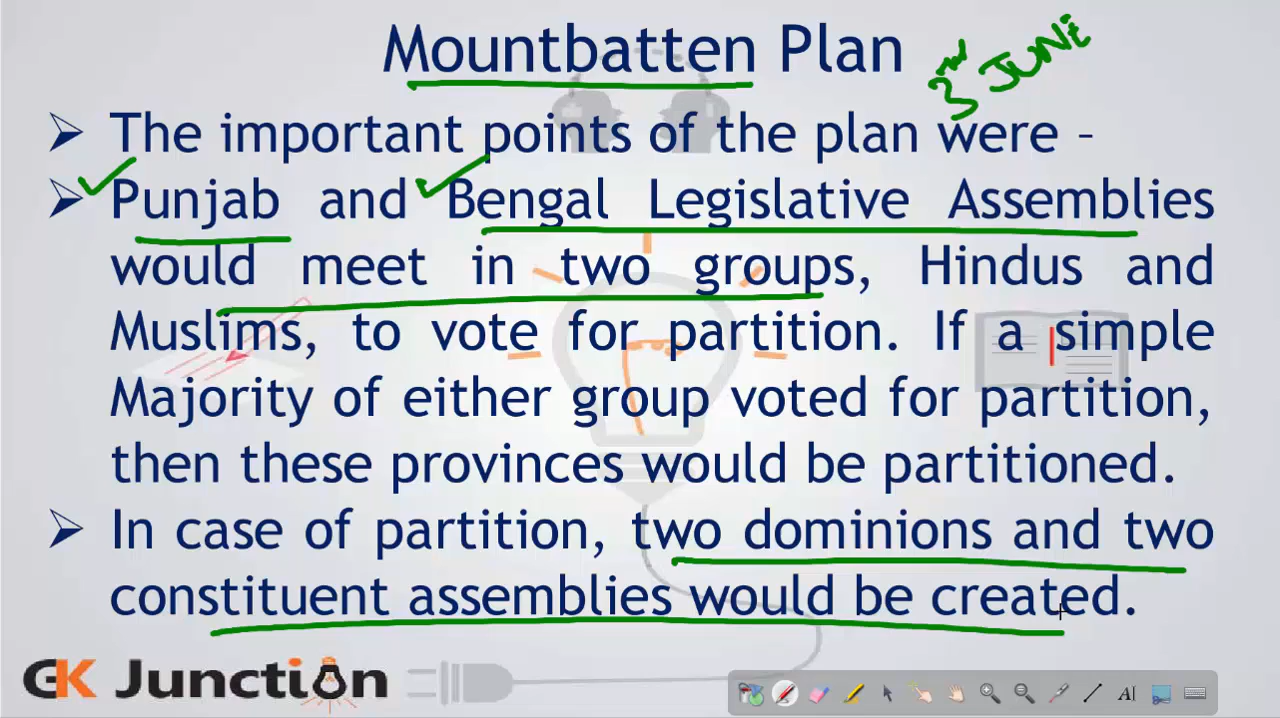 Mountbatten Plan
3rd JUNE
➢ The important points of the plan were –
➢ Punjab and Bengal Legislative Assemblies
would meet in two groups, Hindus and
Muslims, to vote for partition. If a simple
Majority of either group voted for partition,
then these provinces would be partitioned.
➢ In case of partition, two dominions and two
constituent assemblies would be created.
GK Junction
A